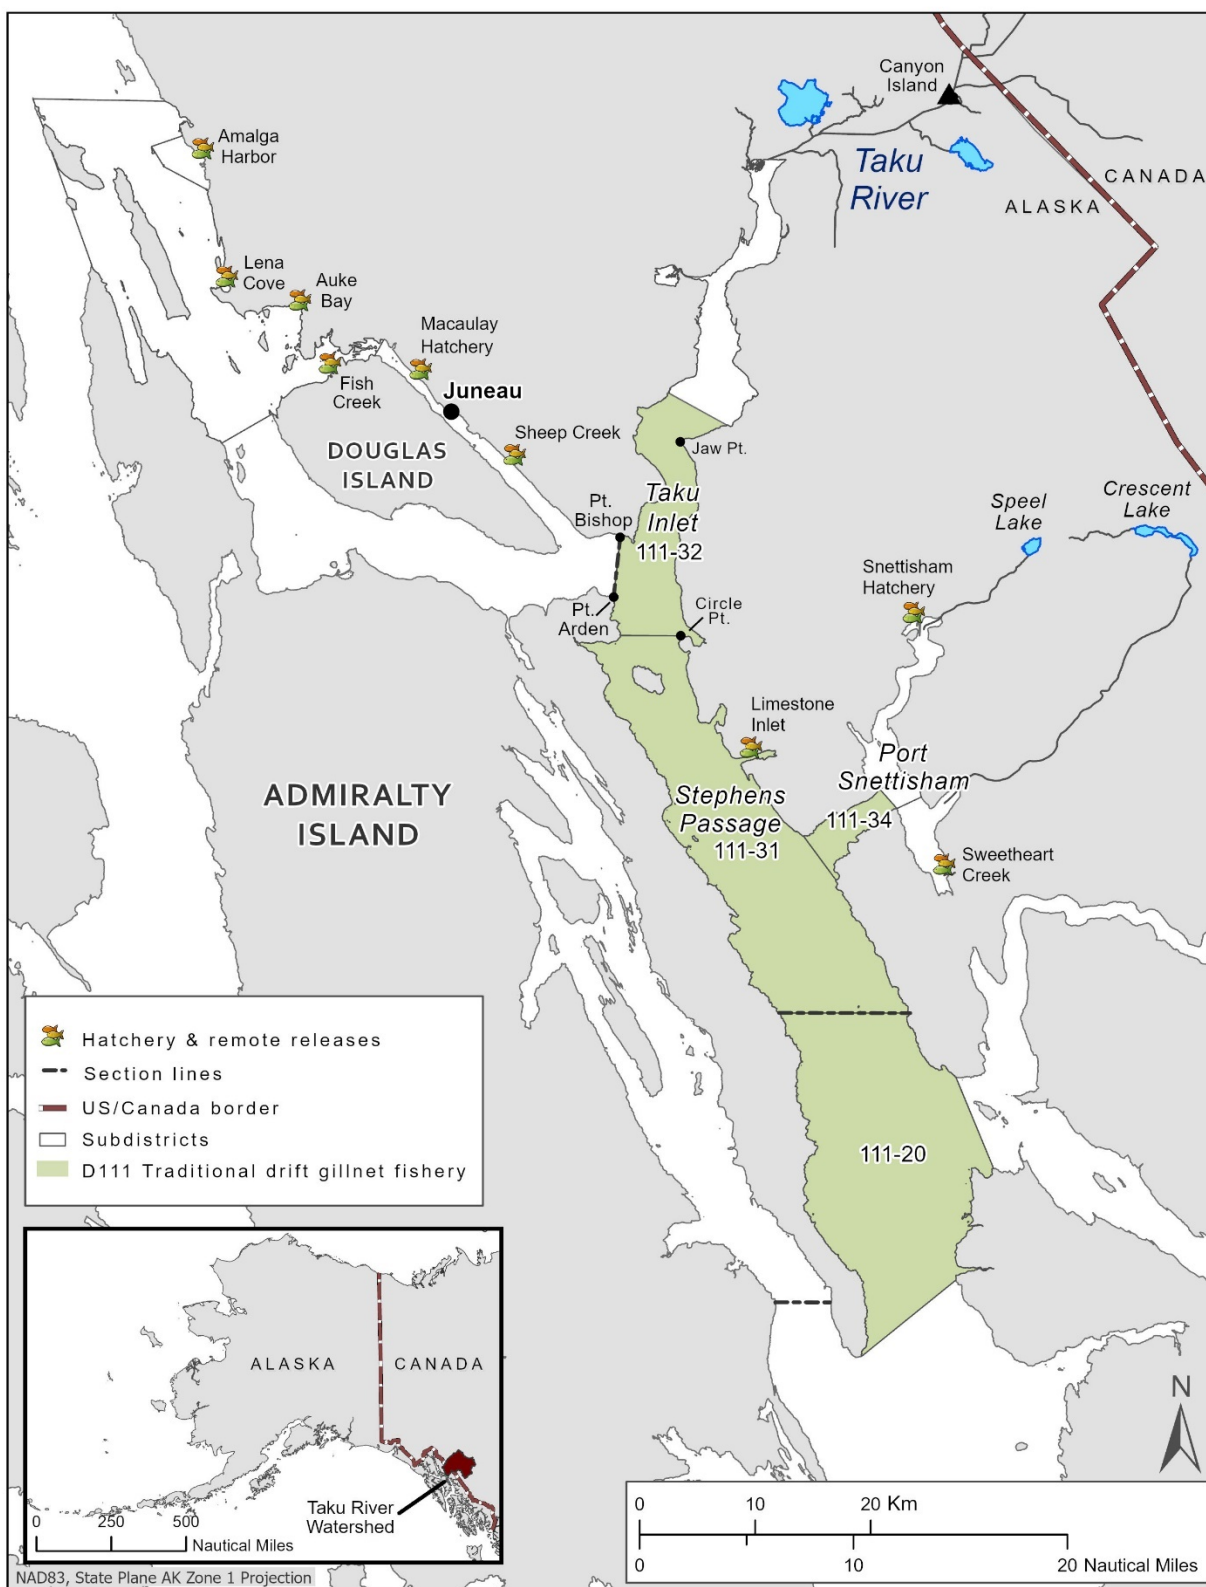 Canyon
Island
Taku
River
CANADA
ALASKA
Amalga
Harbor
Lena
Cove
Auke
Bay
Macaulay
Hatchery
Fish
Creek
Juneau
Sheep Creek
DOUGLAS
ISLAND
Jaw Pt.
Taku
Inlet
111-32
Pt.
Bishop
Pt.
Arden
Circle
Pt.
Speel
Lake
Crescent
Lake
Snettisham
Hatchery
Limestone
Inlet
Port
Snettisham
111-34
Stephens
Passage
111-31
Sweetheart
Creek
ADMIRALTY
ISLAND
111-20
Hatchery & remote releases
Section lines
US/Canada border
Subdistricts
D111 Traditional drift gillnet fishery
ALASKA
CANADA
Taku River
Watershed
0 250 500
Nautical Miles
NAD83, State Plane AK Zone 1 Projection
N
0 10 20 Km
0 10 20 Nautical Miles